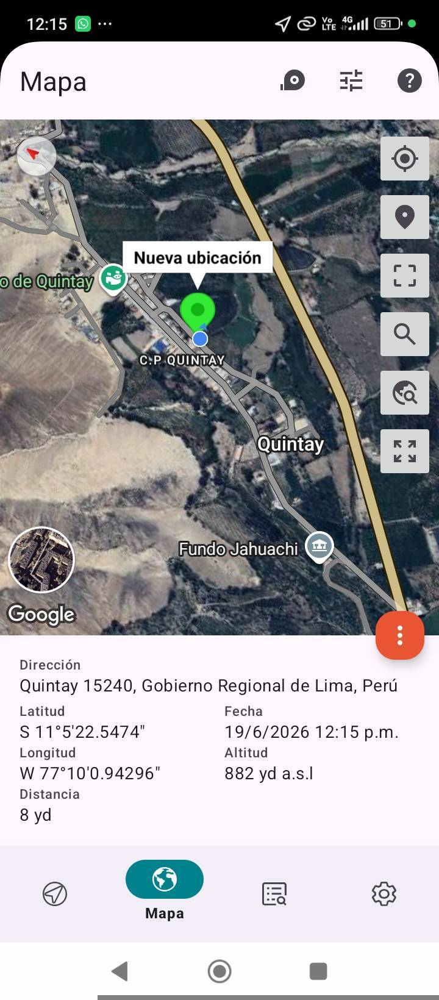 12:15
Vo LTE 4G 51
Mapa
Nueva ubicación
o de Quintay
C.P QUINTAY
Quintay
Fundo Jahuachi
Google
Dirección
Quintay 15240, Gobierno Regional de Lima, Perú
Latitud
S 11°5'22.5474"
Fecha
19/6/2026 12:15 p.m.
Longitud
W 77°10'0.94296"
Altitud
882 yd a.s.l
Distancia
8 yd
Mapa